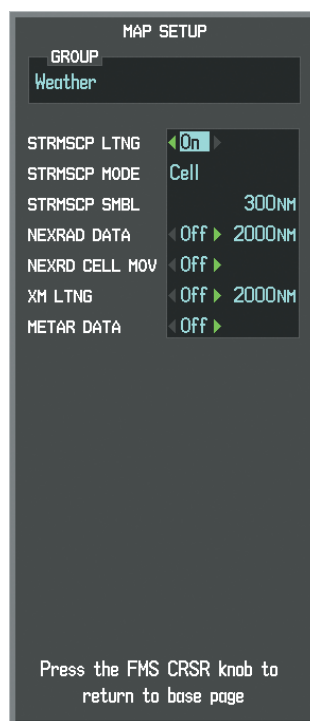 MAP SETUP
GROUP
Weather
STRMSCP LTNG On
STRMSCP MODE Cell
STRMSCP SMBL 300NM
NEXRAD DATA Off 2000NM
NEXRD CELL MOV Off
XM LTNG Off 2000NM
METAR DATA Off
Press the FMS CRSR knob to
return to base page